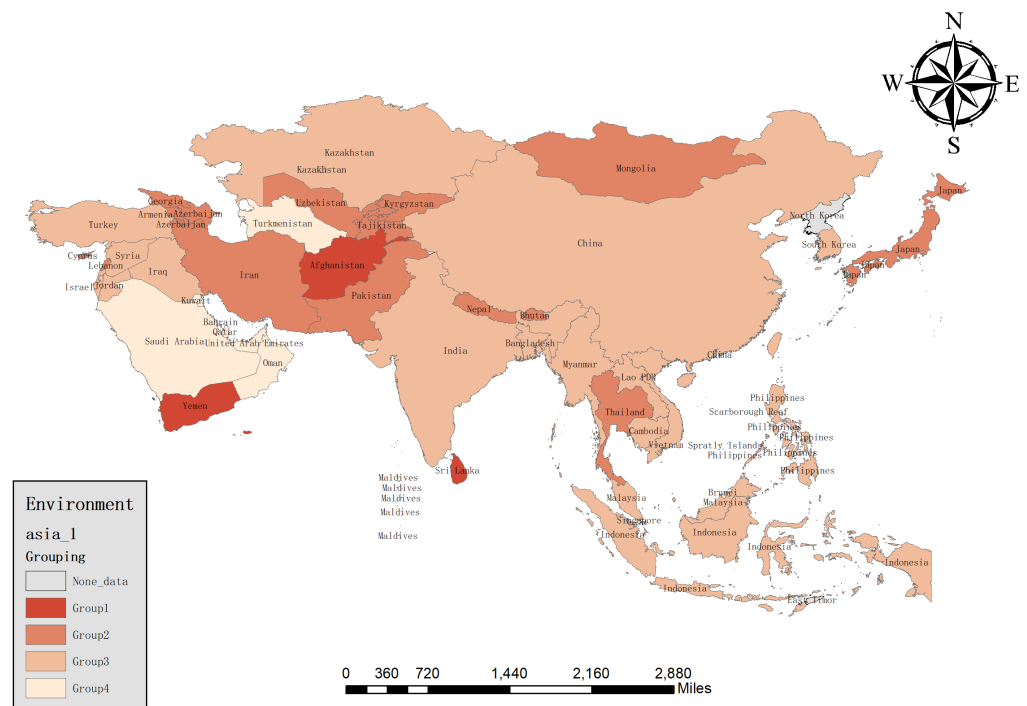 N
W E
S
Kazakhstan
Kazakhstan
Mongolia
Georgia
Uzbekistan
Kyrgyzstan
Japan
Armenia
Azerbaijan
Azerbaijan
Turkey
Turkmenistan
Tajikistan
North Korea
China
South Korea
Japan
Cyprus
Syria
Lebanon
Iraq
Iran
Afghanistan
Japan
Japan
Israel
Jordan
Kuwait
Pakistan
Nepal
Bhutan
Bahrain
Qatar
Saudi Arabia
United Arab Emirates
India
Bangladesh
Oman
Myanmar
China
Lao PDR
Yemen
Thailand
Philippines
Scarborough Reef
Cambodia
Philippines
Philippines
Vietnam
Spratly Islands
Philippines
Philippines
Sri Lanka
Philippines
Maldives
Maldives
Maldives
Maldives
Maldives
Malaysia
Brunei
Malaysia
Singapore
Indonesia
Indonesia
Indonesia
Indonesia
Indonesia
East Timor
Environment
asia_1
Grouping
None_data
Group1
Group2
Group3
Group4
0 360 720 1,440 2,160 2,880
Miles